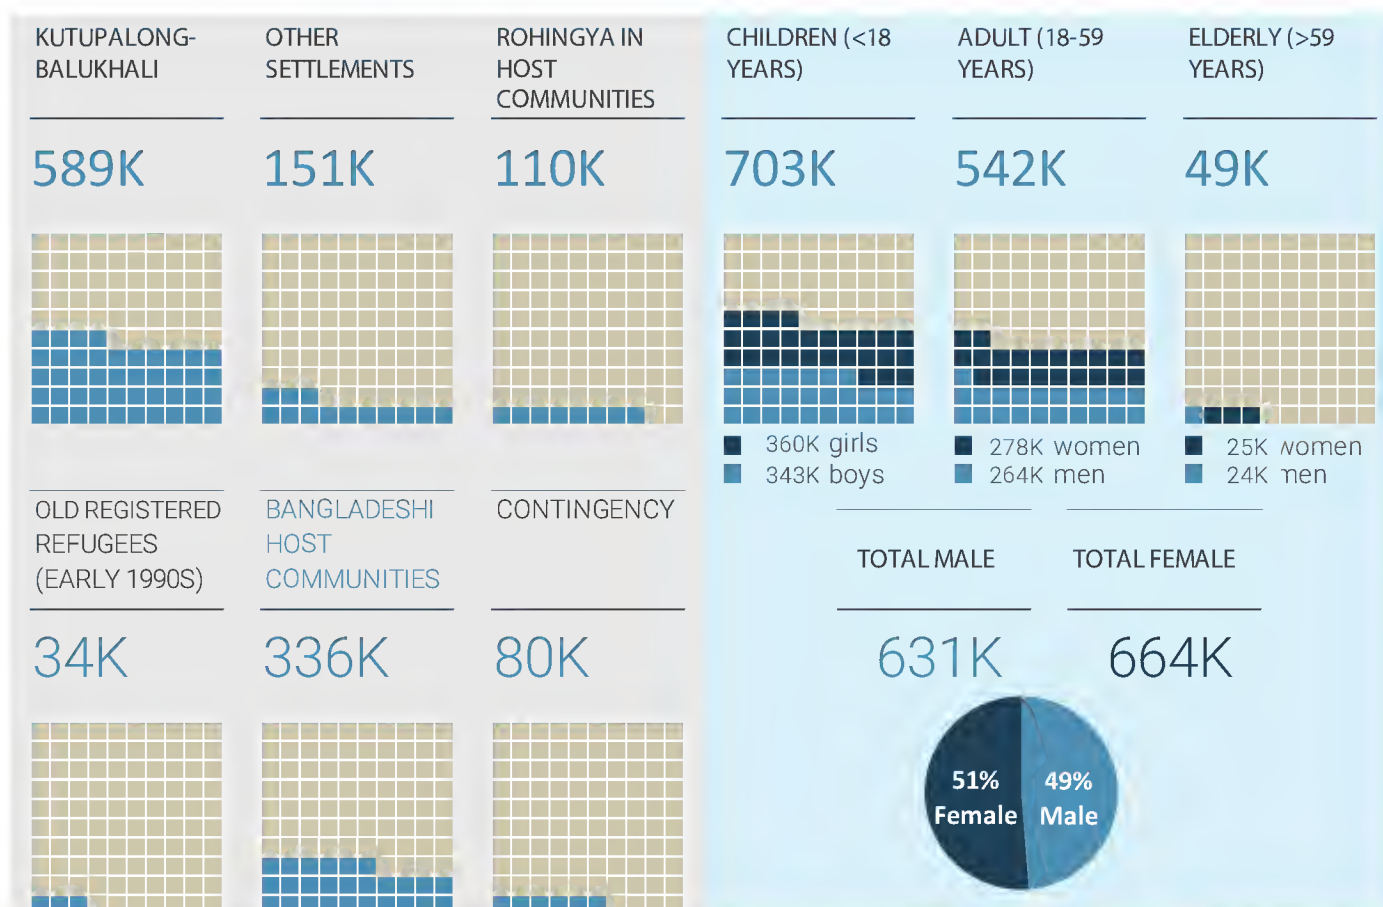 KUTUPALONG-
BALUKHALI
589K
OTHER
SETTLEMENTS
151K
ROHINGYA IN
HOST
COMMUNITIES
110K
CHILDREN (<18
YEARS)
703K
360K girls
343K boys
ADULT (18-59
YEARS)
542K
278K women
264K men
ELDERLY (>59
YEARS)
49K
25K women
24K men
OLD REGISTERED
REFUGEES
(EARLY 1990S)
34K
BANGLADESHI
HOST
COMMUNITIES
336K
CONTINGENCY
80K
TOTAL MALE
631K
TOTAL FEMALE
664K
51%
Female
49%
Male